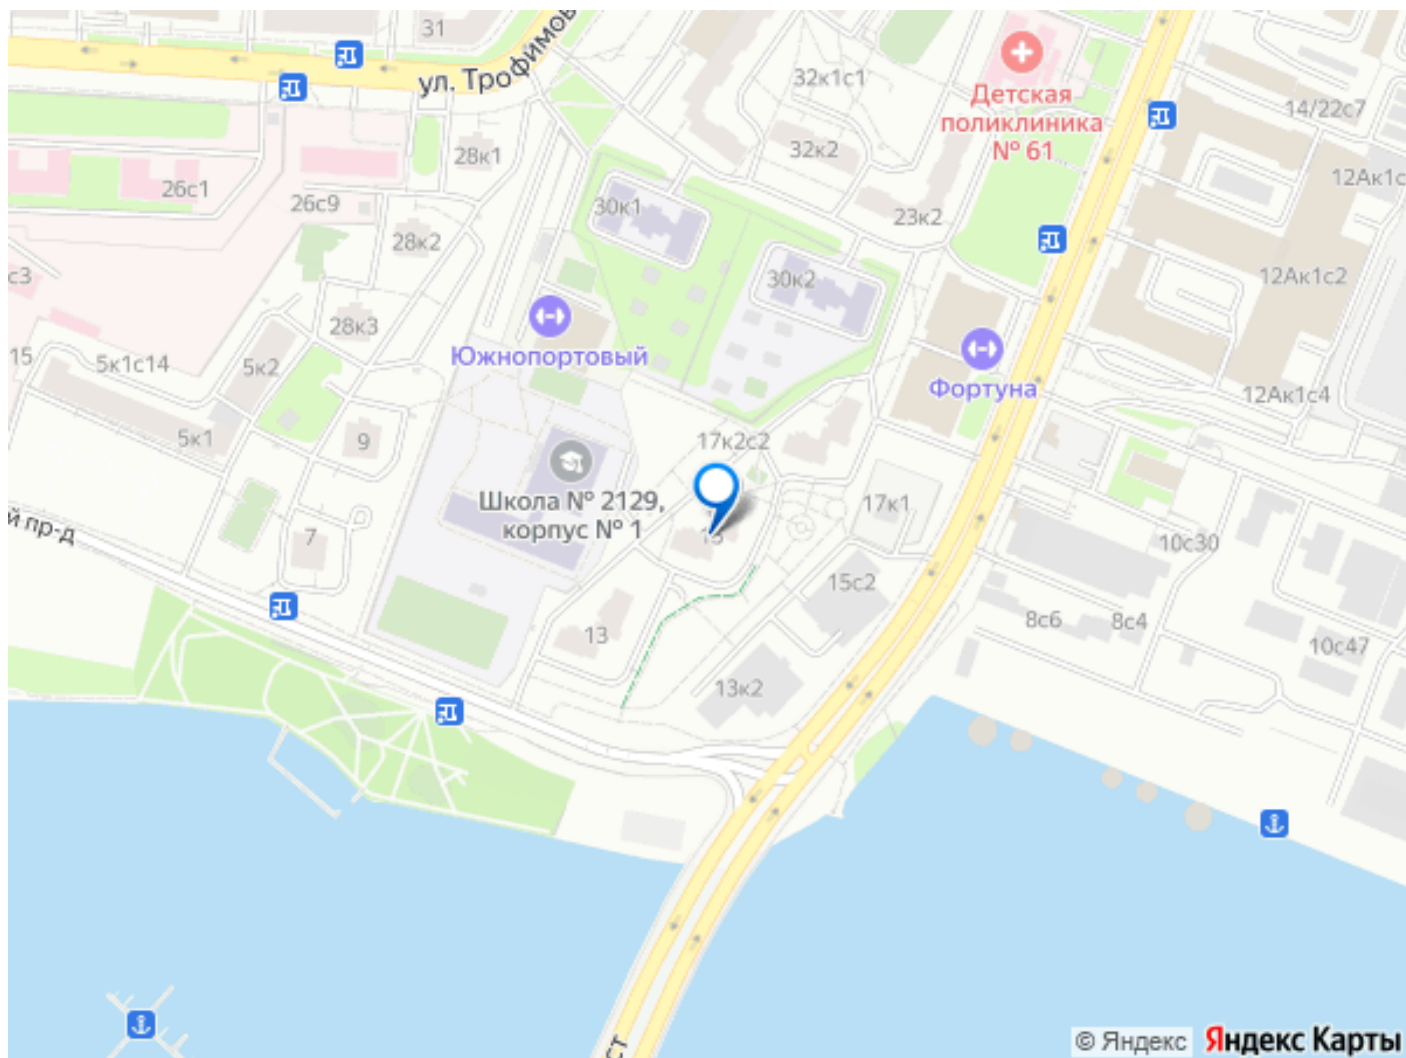 31
ул. Трофимов
32к1с1
Детская
поликлиника
№ 61
14/22с7
28к1
32к2
12Ак1с
26с1
26с9
30к1
23к2
28к2
с3
30к2
12Ак1с2
28к3
15
5к1с14
5к2
Южнопортовый
Фортуна
12Ак1с4
5к1
9
17к2с2
Школа № 2129,
корпус № 1
17к1
й пр-д
7
15
10с30
15с2
13
8с6
8с4
10с47
13к2
ст
© Яндекс
Яндекс Карты